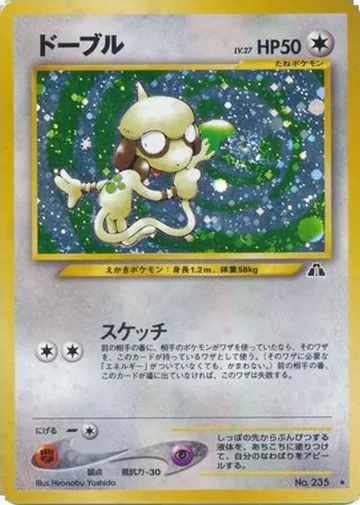 ドーブル
LV.27 HP50
たねポケモン
えかきポケモン：身長1.2m、体重58kg
スケッチ
前の相手の番に、相手のポケモンがワザを使っていたなら、そのワザを、このカードが持っているワザとして使う。（そのワザに必要な「エネルギー」がついていなくても、かまわない。）前の相手の番に、このカードが場に出ていなければ、このワザは失敗する。
にげる
弱点 抵抗力 -30
Illus. Hironobu Yoshida
しっぽの先からぶんぴつする
液体を、あちこちに塗りつけ
て、自分のなわばりをアピー
ルする。
No. 235 ★